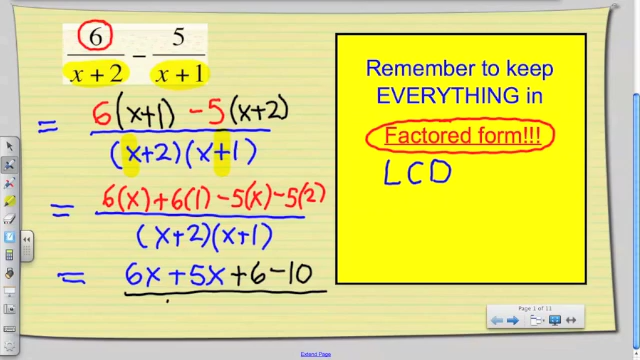 6 / (x + 2) − 5 / (x + 1)
= 6(x+1) −5(x+2)
(x+2)(x+1)
= 6(x)+6(1)−5(x)−5(2)
(x+2)(x+1)
= 6x+5x+6−10
Remember to keep
EVERYTHING in
Factored form!!!
LCD
Page 1 of 11
Extend Page